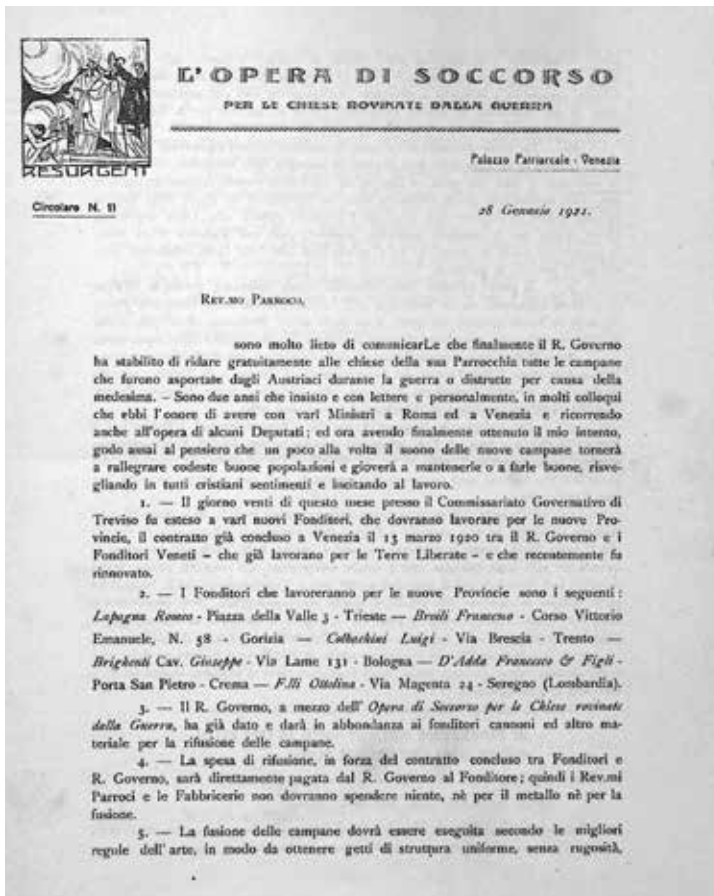 L'OPERA DI SOCCORSO
PER LE CHIESE ROVINATE DALLA GUERRA
RESURGENT
Palazzo Patriarcale - Venezia
Circolare N. 11
28 Gennaio 1921.
REV.MO PARROCO,
sono molto lieto di comunicarLe che finalmente il R. Governo
ha stabilito di ridare gratuitamente alle chiese della sua Parrocchia tutte le campane
che furono asportate dagli Austriaci durante la guerra o distrutte per causa della
medesima. – Sono due anni che insisto e con lettere e personalmente, in molti colloqui
che ebbi l'onore di avere con varî Ministri a Roma ed a Venezia e ricorrendo
anche all'opera di alcuni Deputati; ed ora avendo finalmente ottenuto il mio intento,
godo assai al pensiero che un poco alla volta il suono delle nuove campane tornerà
a rallegrare codeste buone popolazioni e gioverà a mantenerle o a farle buone, risve-
gliando in tutti cristiani sentimenti e incitando al lavoro.
1. — Il giorno venti di questo mese presso il Commissariato Governativo di
Treviso fu esteso a varî nuovi Fonditori, che dovranno lavorare per le nuove Pro-
vincie, il contratto già concluso a Venezia il 15 marzo 1920 tra il R. Governo e i
Fonditori Veneti – che già lavorano per le Terre Liberate – e che recentemente fu
rinnovato.
2. — I Fonditori che lavoreranno per le nuove Provincie sono i seguenti :
Lapagna Romeo - Piazza della Valle 3 - Trieste — Broili Francesco - Corso Vittorio
Emanuele, N. 58 - Gorizia — Colbachini Luigi - Via Brescia - Trento —
Brighenti Cav. Giuseppe - Via Lame 131 - Bologna — D'Adda Francesco & Figli -
Porta San Pietro - Crema — F.lli Ottolina - Via Magenta 24 - Seregno (Lombardia).
3. — Il R. Governo, a mezzo dell' Opera di Soccorso per le Chiese rovinate
dalla Guerra, ha già dato e darà in abbondanza ai fonditori cannoni ed altro ma-
teriale per la rifusione delle campane.
4. — La spesa di rifusione, in forza del contratto concluso tra Fonditori e
R. Governo, sarà direttamente pagata dal R. Governo al Fonditore; quindi i Rev.mi
Parroci e le Fabbricerie non dovranno spendere niente, nè per il metallo nè per la
fusione.
5. — La fusione delle campane dovrà essere eseguita secondo le migliori
regole dell'arte, in modo da ottenere getti di struttura uniforme, senza rugosità,